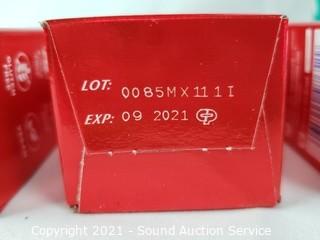 LOT: 0085MX111I
EXP: 09 2021
Copyright 2021 - Sound Auction Service